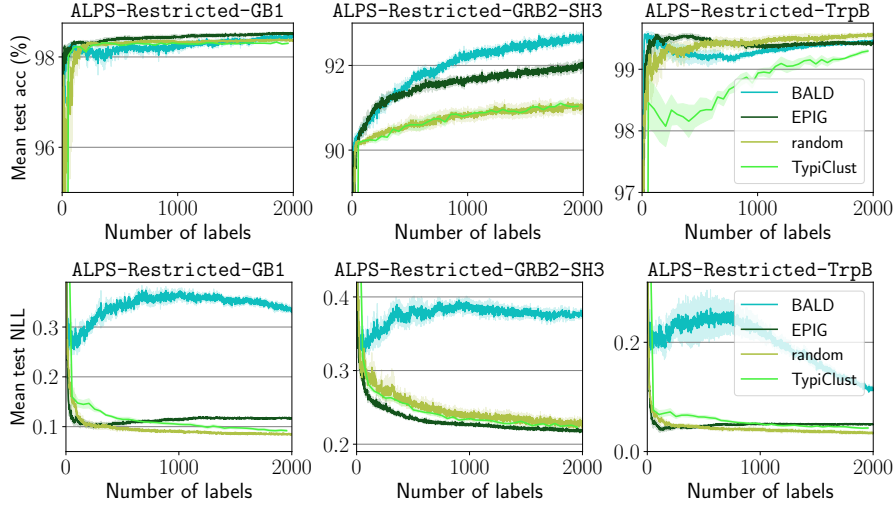 ALPS-Restricted-GB1
ALPS-Restricted-GRB2-SH3
ALPS-Restricted-TrpB
Mean test acc (%)
98
96
92
90
99
98
97
BALD
EPIG
random
TypiClust
0 1000 2000
0 1000 2000
0 1000 2000
Number of labels
Number of labels
Number of labels
ALPS-Restricted-GB1
ALPS-Restricted-GRB2-SH3
ALPS-Restricted-TrpB
Mean test NLL
0.3
0.2
0.1
0.4
0.3
0.2
0.2
0.0
BALD
EPIG
random
TypiClust
0 1000 2000
0 1000 2000
0 1000 2000
Number of labels
Number of labels
Number of labels